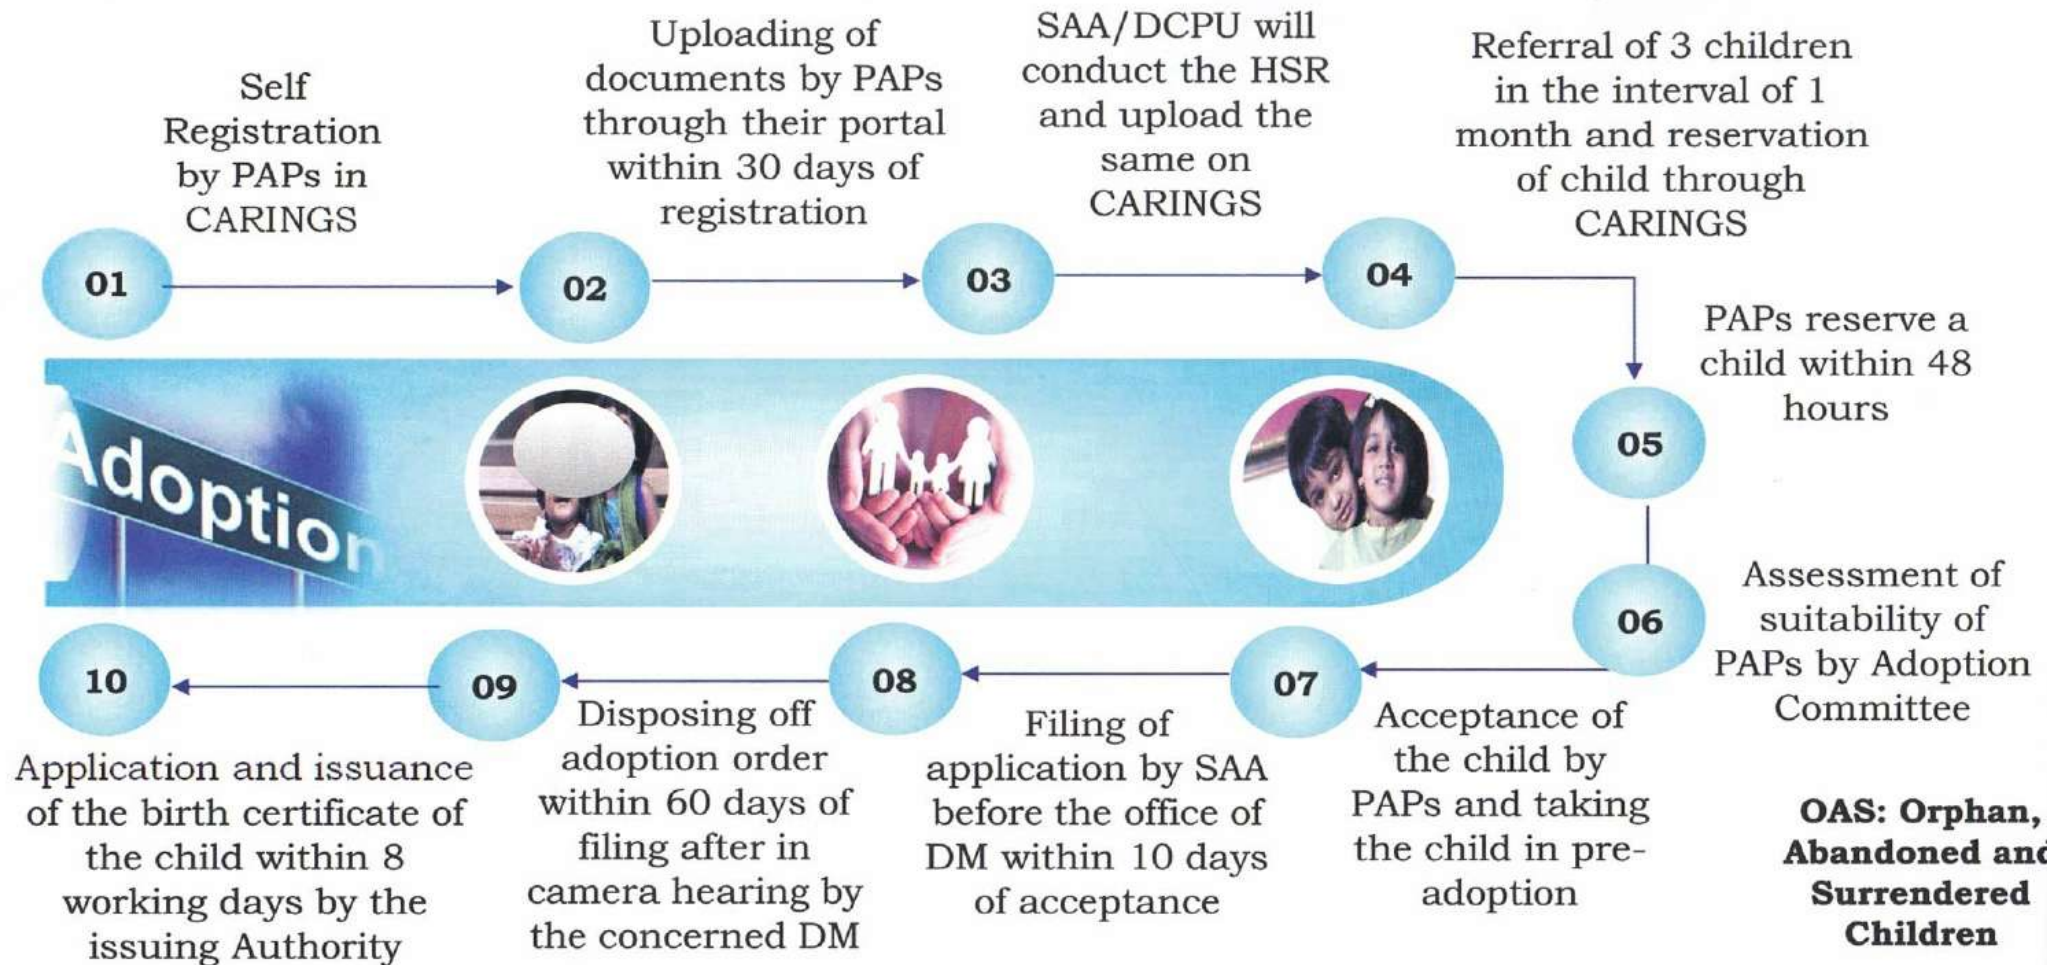 Self
Registration
by PAPs in
CARINGS
01
Uploading of
documents by PAPs
through their portal
within 30 days of
registration
02
SAA/DCPU will
conduct the HSR
and upload the
same on
CARINGS
03
Referral of 3 children
in the interval of 1
month and reservation
of child through
CARINGS
04
PAPs reserve a
child within 48
hours
05
Adoption
Assessment of
suitability of
PAPs by Adoption
Committee
06
07
Acceptance of
the child by
PAPs and taking
the child in pre-
adoption
08
Filing of
application by SAA
before the office of
DM within 10 days
of acceptance
09
Disposing off
adoption order
within 60 days of
filing after in
camera hearing by
the concerned DM
10
Application and issuance
of the birth certificate of
the child within 8
working days by the
issuing Authority
OAS: Orphan,
Abandoned and
Surrendered
Children